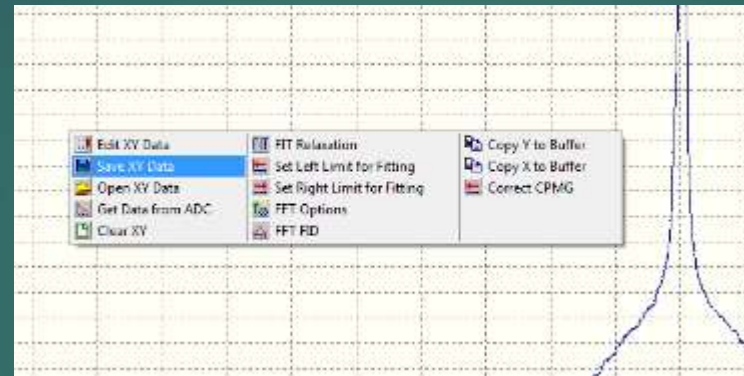 Edit XY Data
Save XY Data
Open XY Data
Get Data from ADC
Clear XY
FIT Relaxation
Set Left Limit for Fitting
Set Right Limit for Fitting
FFT Options
FFT FID
Copy Y to Buffer
Copy X to Buffer
Correct CPMG